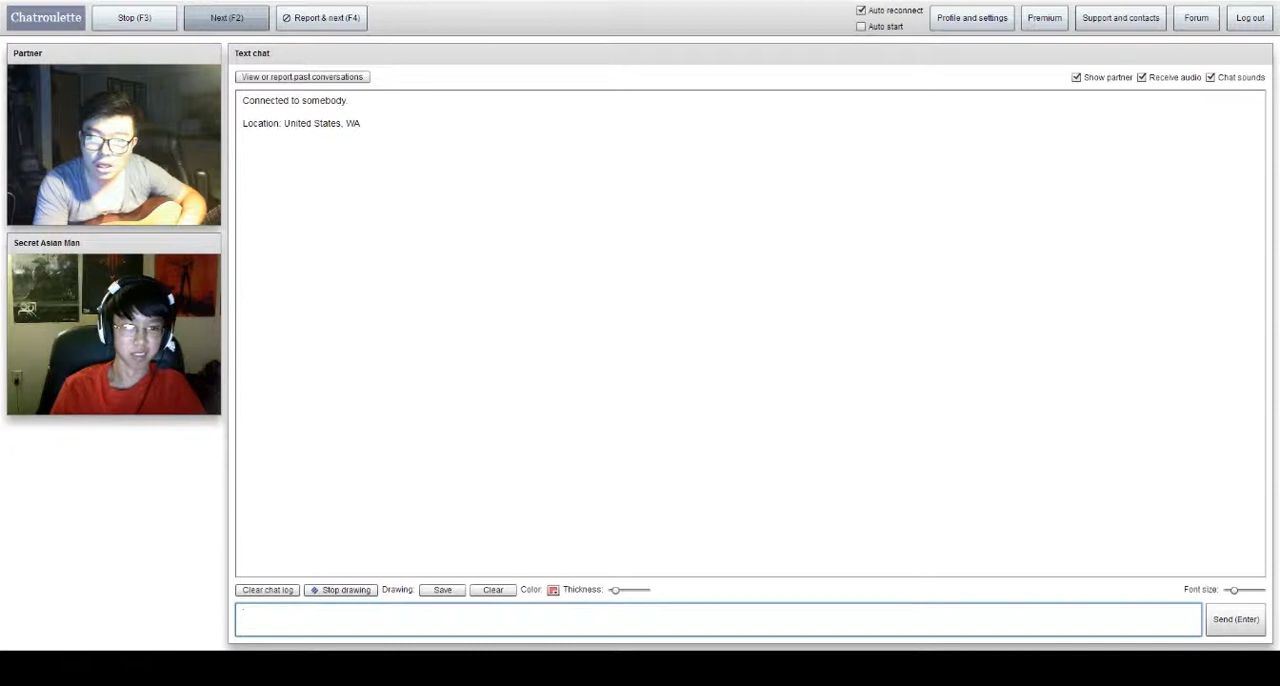 Chatroulette
Stop (F3)
Next (F2)
Report & next (F4)
Auto reconnect
Auto start
Profile and settings
Premium
Support and contacts
Forum
Log out
Partner
Text chat
View or report past conversations
Show partner
Receive audio
Chat sounds
Connected to somebody.
Location: United States, WA
Secret Asian Man
Clear chat log
Stop drawing
Drawing:
Save
Clear
Color:
Thickness:
Font size:
Send (Enter)